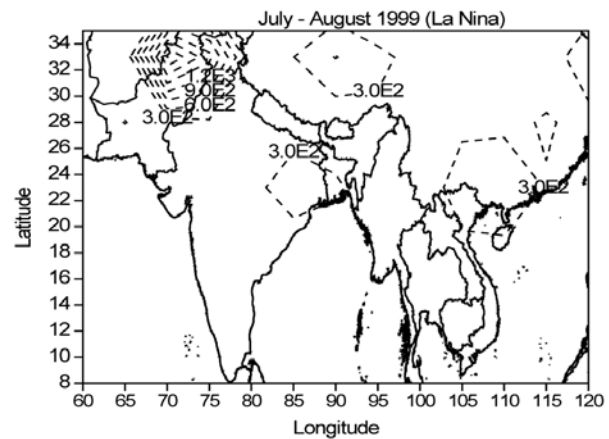 July - August 1999 (La Nina)
34
32
30
28
26
24
22
20
18
16
14
12
10
8
Latitude
1.2E3
9.0E2
6.0E2
3.0E2
3.0E2
3.0E2
3.0E2
60 65 70 75 80 85 90 95 100 105 110 115 120
Longitude